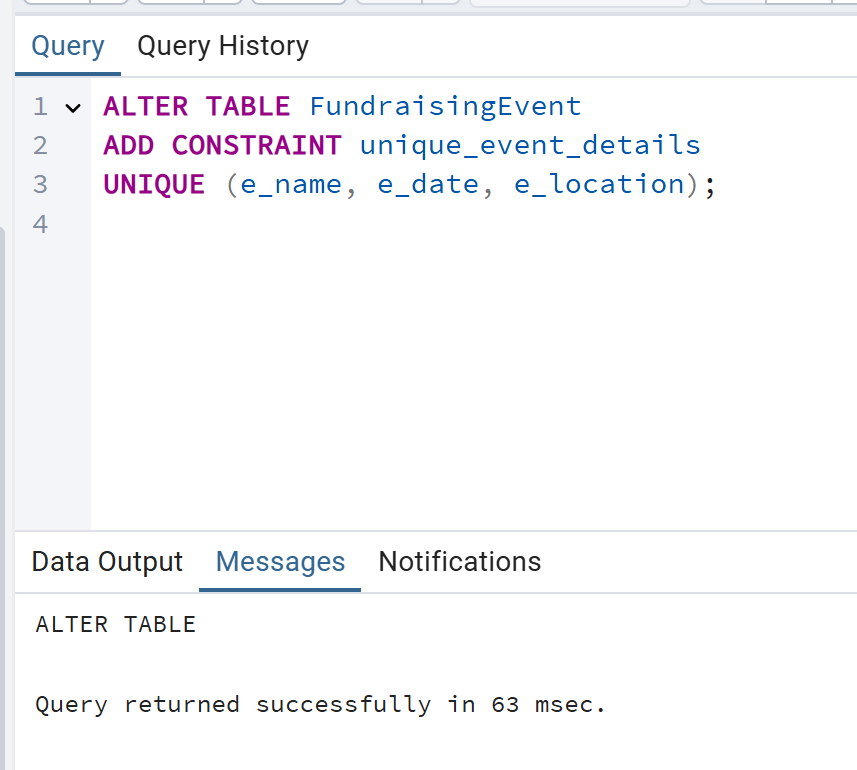 Query Query History
1 ALTER TABLE FundraisingEvent
2 ADD CONSTRAINT unique_event_details
3 UNIQUE (e_name, e_date, e_location);
4
Data Output Messages Notifications
ALTER TABLE
Query returned successfully in 63 msec.